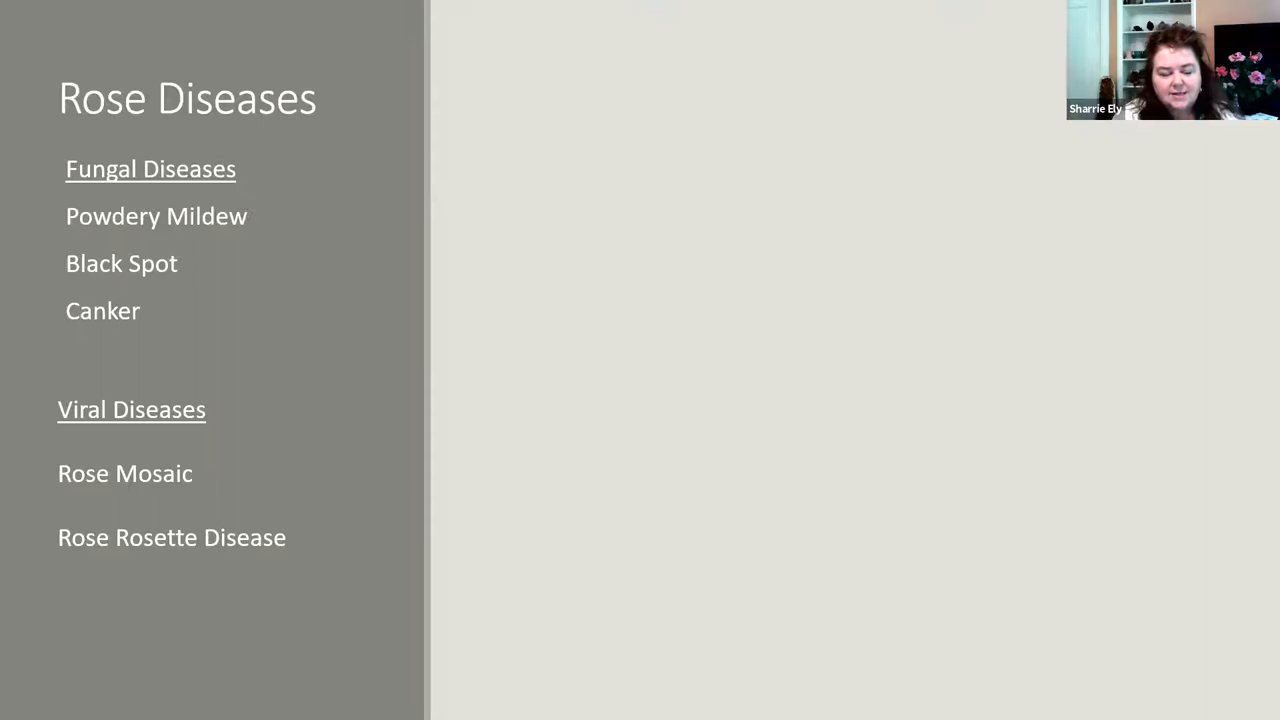 Rose Diseases
Fungal Diseases
Powdery Mildew
Black Spot
Canker
Viral Diseases
Rose Mosaic
Rose Rosette Disease
Sharrie Ely